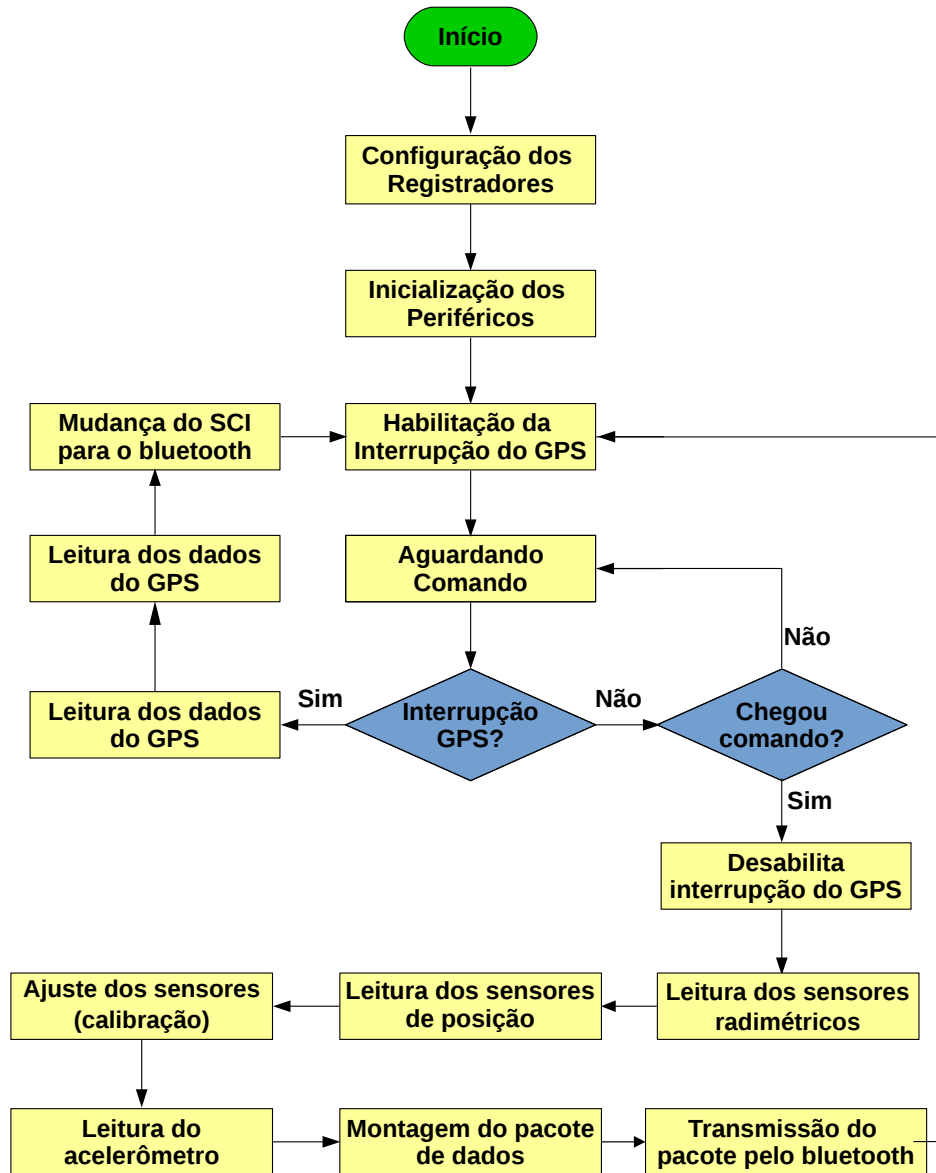 Início
Configuração dos
Registradores
Inicialização dos
Periféricos
Mudança do SCI
para o bluetooth
Habilitação da
Interrupção do GPS
Leitura dos dados
do GPS
Aguardando
Comando
Não
Leitura dos dados
do GPS
Sim
Interrupção
GPS?
Não
Chegou
comando?
Sim
Desabilita
interrupção do GPS
Ajuste dos sensores
(calibração)
Leitura dos sensores
de posição
Leitura dos sensores
radimétricos
Leitura do
acelerômetro
Montagem do pacote
de dados
Transmissão do
pacote pelo bluetooth